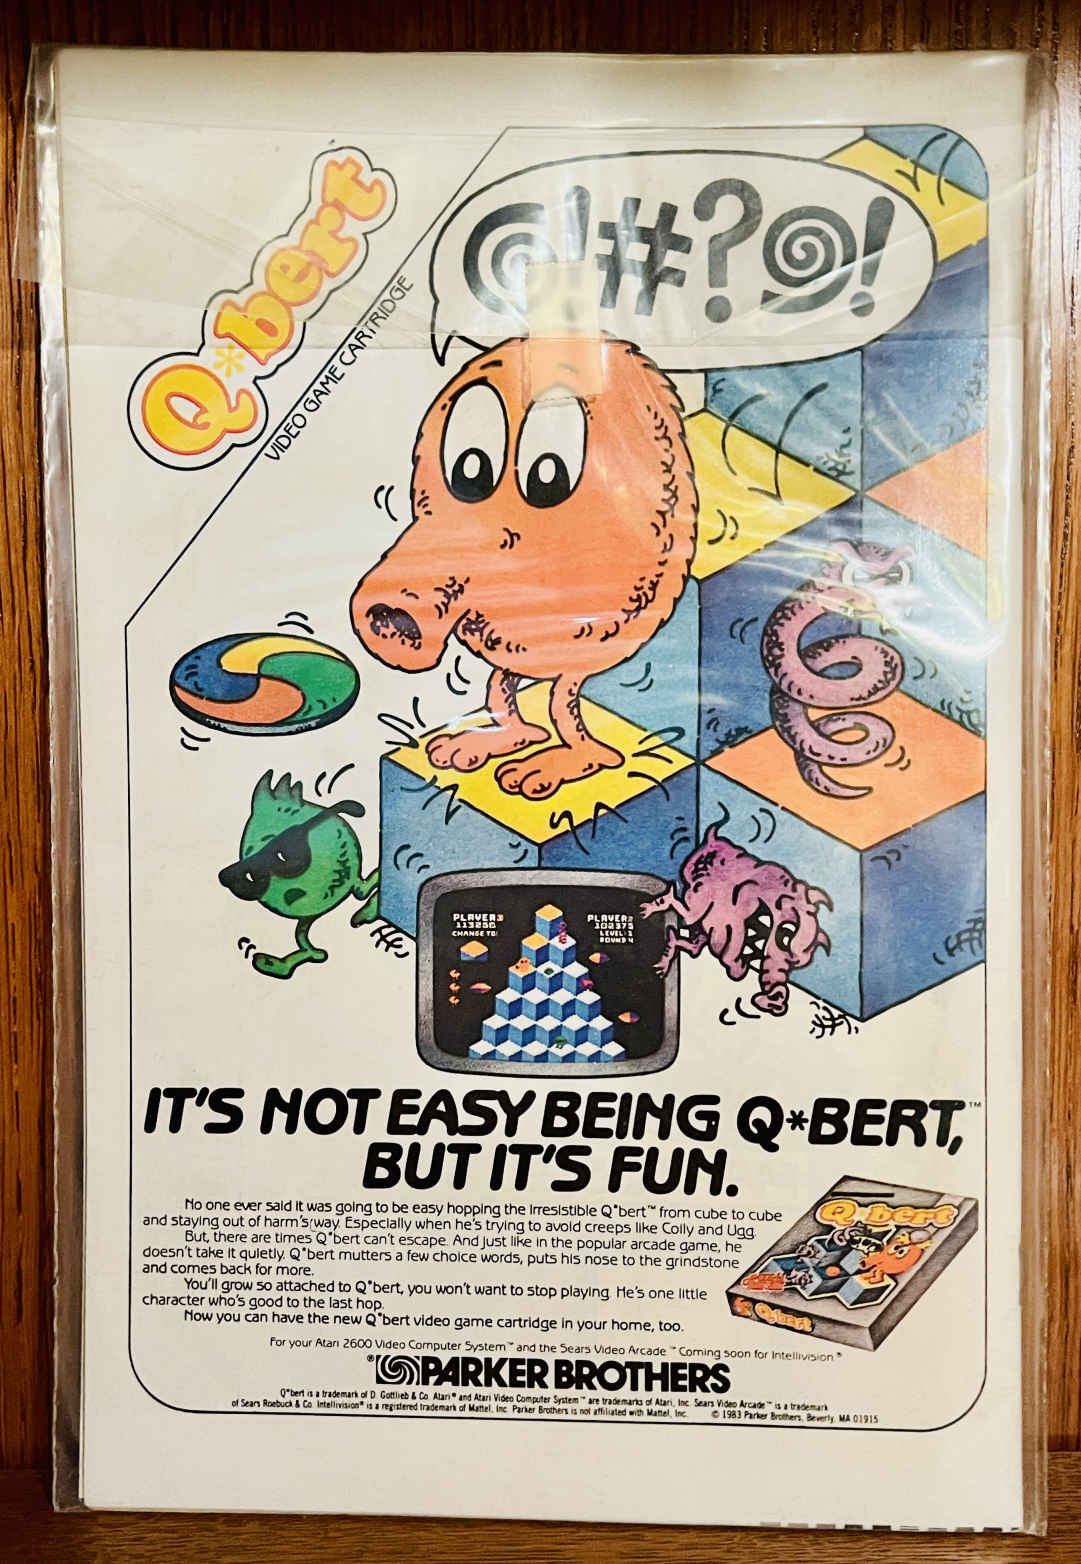 Q*bert
VIDEO GAME CARTRIDGE
@!#?@!
PLAYER
113250
CHANGE TO:
PLAYER2
102375
LEVEL:1
ROUND:4
IT'S NOT EASY BEING Q*BERT,™
BUT IT'S FUN.
No one ever said it was going to be easy hopping the irresistible Q*bert™ from cube to cube
and staying out of harm's way. Especially when he's trying to avoid creeps like Coily and Ugg.
But, there are times Q*bert can't escape. And just like in the popular arcade game, he
doesn't take it quietly. Q*bert mutters a few choice words, puts his nose to the grindstone
and comes back for more.
You'll grow so attached to Q*bert, you won't want to stop playing. He's one little
character who's good to the last hop.
Now you can have the new Q*bert video game cartridge in your home, too.
Q*bert
Q*bert
For your Atari 2600 Video Computer System™ and the Sears Video Arcade.™ Coming soon for Intellivision.®
®PARKER BROTHERS
Q*bert is a trademark of D. Gottlieb & Co. Atari® and Atari Video Computer System™ are trademarks of Atari, Inc. Sears Video Arcade™ is a trademark
of Sears Roebuck & Co. Intellivision® is a registered trademark of Mattel, Inc. Parker Brothers is not affiliated with Mattel, Inc. © 1983 Parker Brothers, Beverly, MA 01915